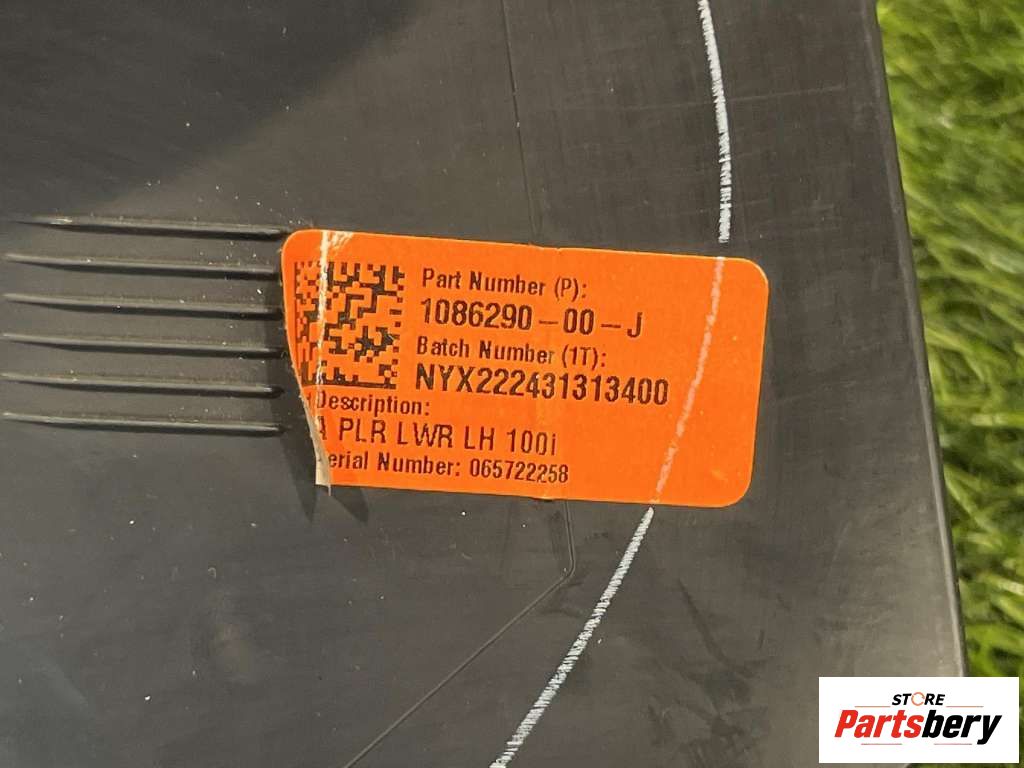 Part Number (P):
1086290-00-J
Batch Number (1T):
NYX222431313400
Description:
PLR LWR LH 100i
erial Number: 065722258
STORE
Partsbery